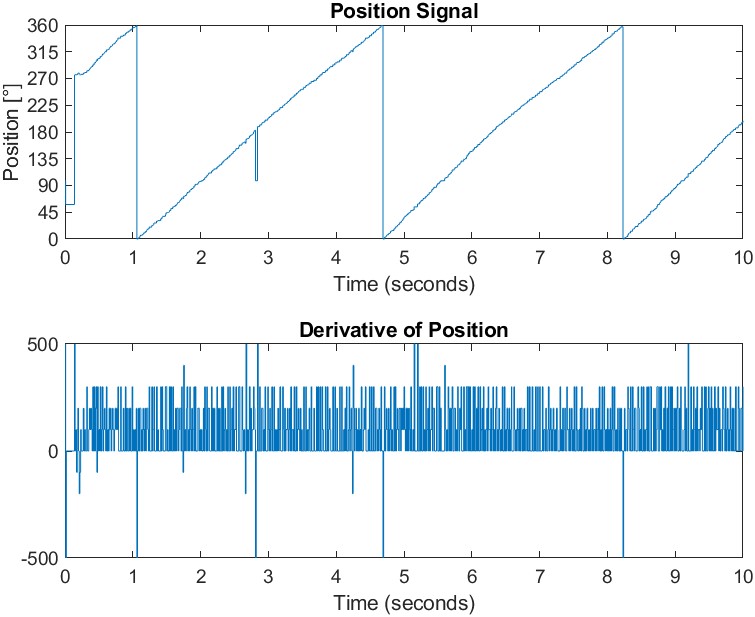 Position Signal
Position [°]
360
315
270
225
180
135
90
45
0
0 1 2 3 4 5 6 7 8 9 10
Time (seconds)
Derivative of Position
500
0
-500
0 1 2 3 4 5 6 7 8 9 10
Time (seconds)